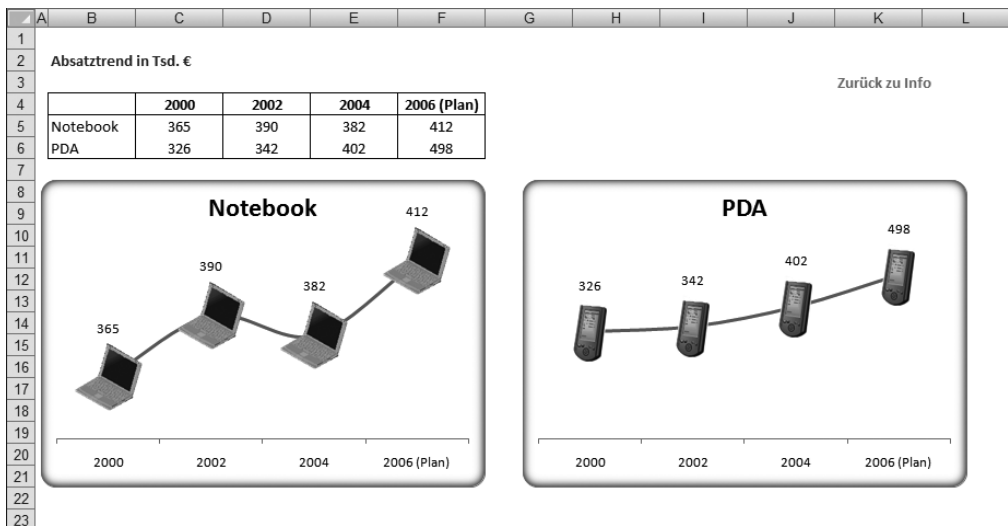 A B C D E F G H I J K L
1
2 Absatztrend in Tsd. €
3 Zurück zu Info
4 2000 2002 2004 2006 (Plan)
5 Notebook 365 390 382 412
6 PDA 326 342 402 498
7
8
9
10
11
12
13
14
15
16
17
18
19
20
21
22
23
Notebook
412
390
382
365
2000 2002 2004 2006 (Plan)
PDA
498
402
342
326
2000 2002 2004 2006 (Plan)